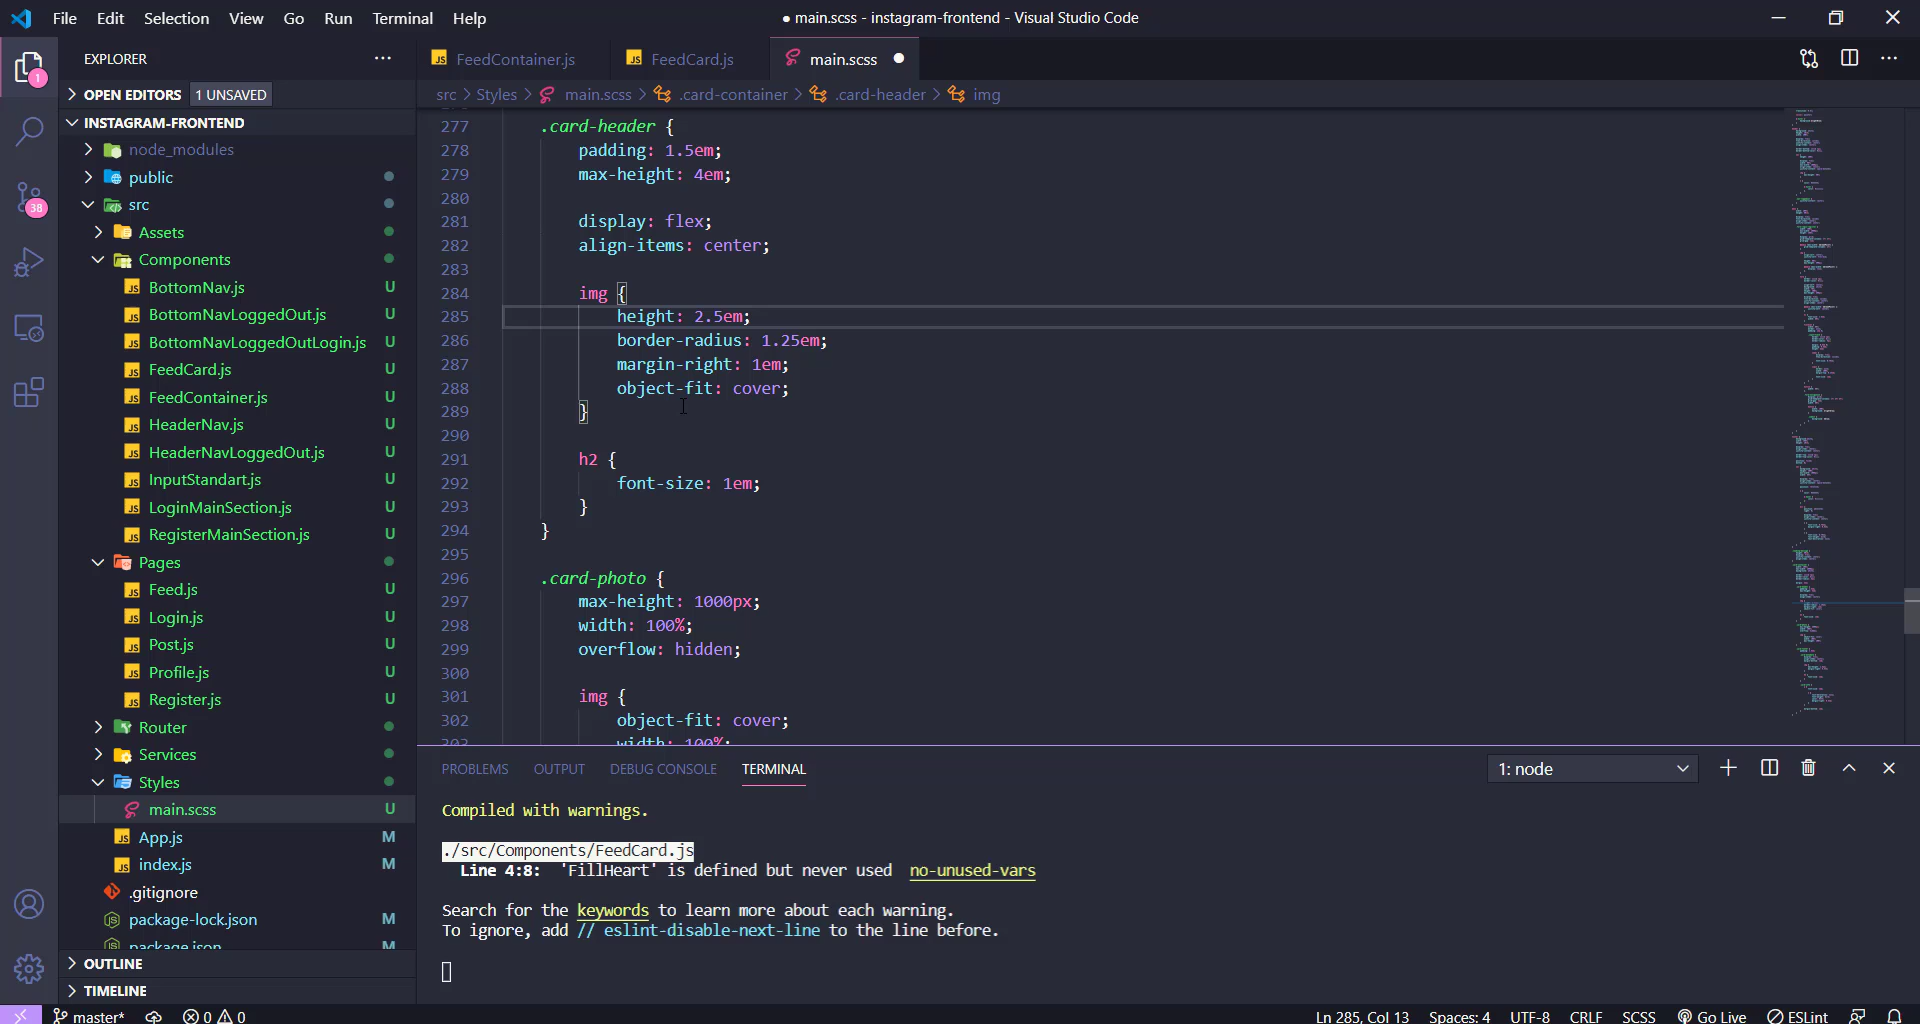 File Edit Selection View Go Run Terminal Help
● main.scss - instagram-frontend - Visual Studio Code
EXPLORER
FeedContainer.js
FeedCard.js
main.scss
1
OPEN EDITORS 1 UNSAVED
src > Styles > main.scss > .card-container > .card-header > img
INSTAGRAM-FRONTEND
node_modules
public
src
38
Assets
Components
BottomNav.js U
BottomNavLoggedOut.js U
BottomNavLoggedOutLogin.js U
FeedCard.js U
FeedContainer.js U
HeaderNav.js U
HeaderNavLoggedOut.js U
InputStandart.js U
LoginMainSection.js U
RegisterMainSection.js U
Pages
Feed.js U
Login.js U
Post.js U
Profile.js U
Register.js U
Router
Services
Styles
main.scss U
App.js M
index.js M
.gitignore
package-lock.json M
package.json M
OUTLINE
TIMELINE
277 .card-header {
278 padding: 1.5em;
279 max-height: 4em;
280
281 display: flex;
282 align-items: center;
283
284 img {
285 height: 2.5em;
286 border-radius: 1.25em;
287 margin-right: 1em;
288 object-fit: cover;
289 }
290
291 h2 {
292 font-size: 1em;
293 }
294 }
295
296 .card-photo {
297 max-height: 1000px;
298 width: 100%;
299 overflow: hidden;
300
301 img {
302 object-fit: cover;
303 width: 100%;
PROBLEMS OUTPUT DEBUG CONSOLE TERMINAL
1: node
Compiled with warnings.
./src/Components/FeedCard.js
Line 4:8: 'FillHeart' is defined but never used no-unused-vars
Search for the keywords to learn more about each warning.
To ignore, add // eslint-disable-next-line to the line before.
master* 0 0
Ln 285, Col 13 Spaces: 4 UTF-8 CRLF SCSS Go Live ESLint